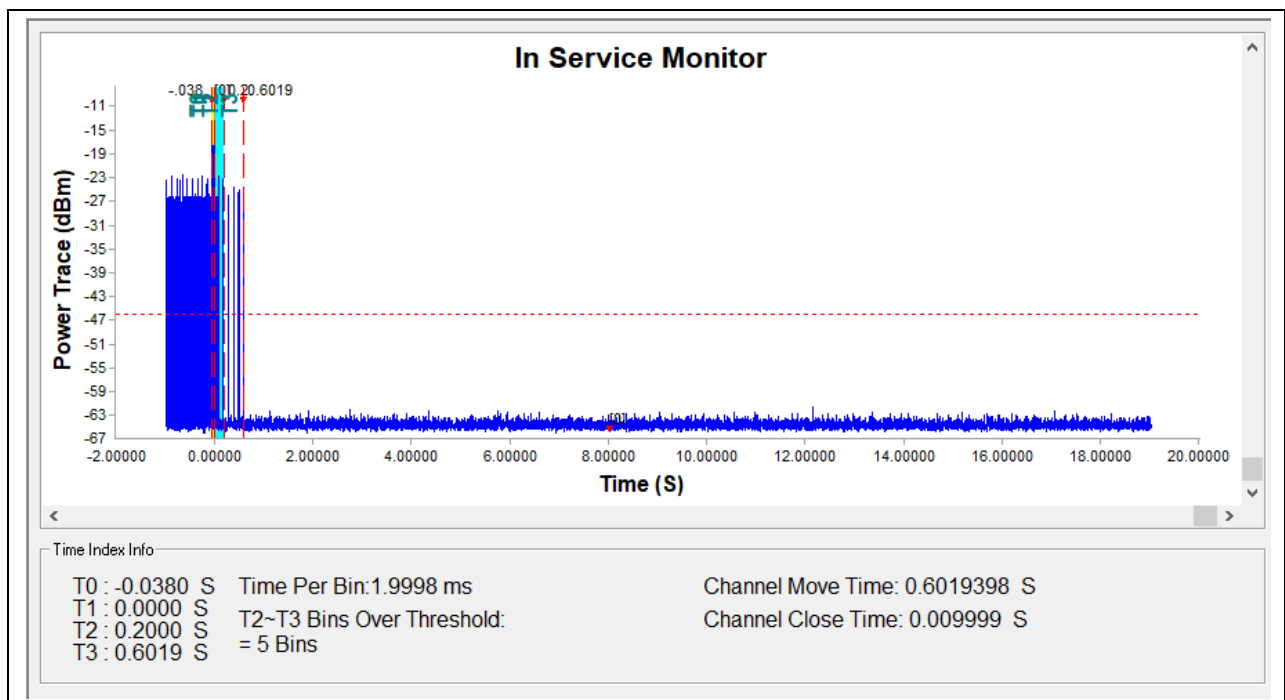 In Service Monitor
-.038 [0]0.20.6019
T3
-11
-15
-19
-23
-27
-31
-35
-39
-43
-47
-51
-55
-59
-63
-67
Power Trace (dBm)
[0]
-2.00000 0.00000 2.00000 4.00000 6.00000 8.00000 10.00000 12.00000 14.00000 16.00000 18.00000 20.00000
Time (S)
Time Index Info
T0 : -0.0380 S
T1 : 0.0000 S
T2 : 0.2000 S
T3 : 0.6019 S
Time Per Bin:1.9998 ms
T2~T3 Bins Over Threshold:
= 5 Bins
Channel Move Time: 0.6019398 S
Channel Close Time: 0.009999 S